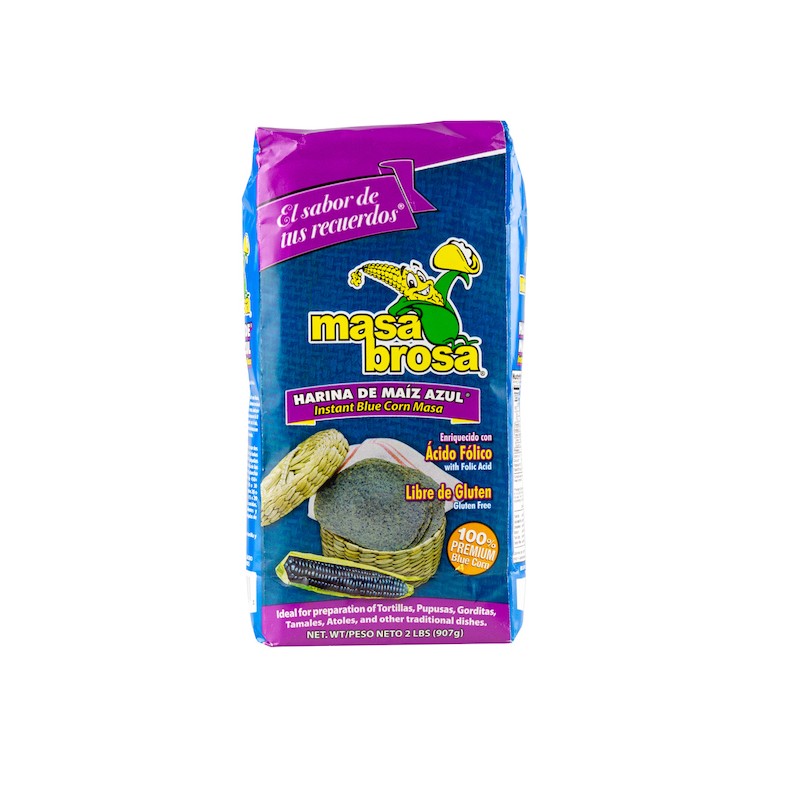 El sabor de
tus recuerdos®
masa
brosa®
HARINA DE MAÍZ AZUL®
Instant Blue Corn Masa
Enriquecido con
Ácido Fólico
with Folic Acid
Libre de Gluten
Gluten Free
100%
PREMIUM
Blue Corn
Ideal for preparation of Tortillas, Pupusas, Gorditas,
Tamales, Atoles, and other traditional dishes.
NET. WT/PESO NETO 2 LBS (907g)